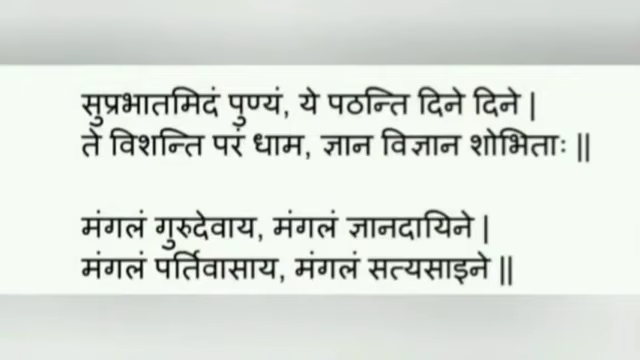 सुप्रभातमिदं पुण्यं, ये पठन्ति दिने दिने |
ते विशन्ति परं धाम, ज्ञान विज्ञान शोभिताः ||
मंगलं गुरुदेवाय, मंगलं ज्ञानदायिने |
मंगलं पर्तिवासाय, मंगलं सत्यसाइने ||